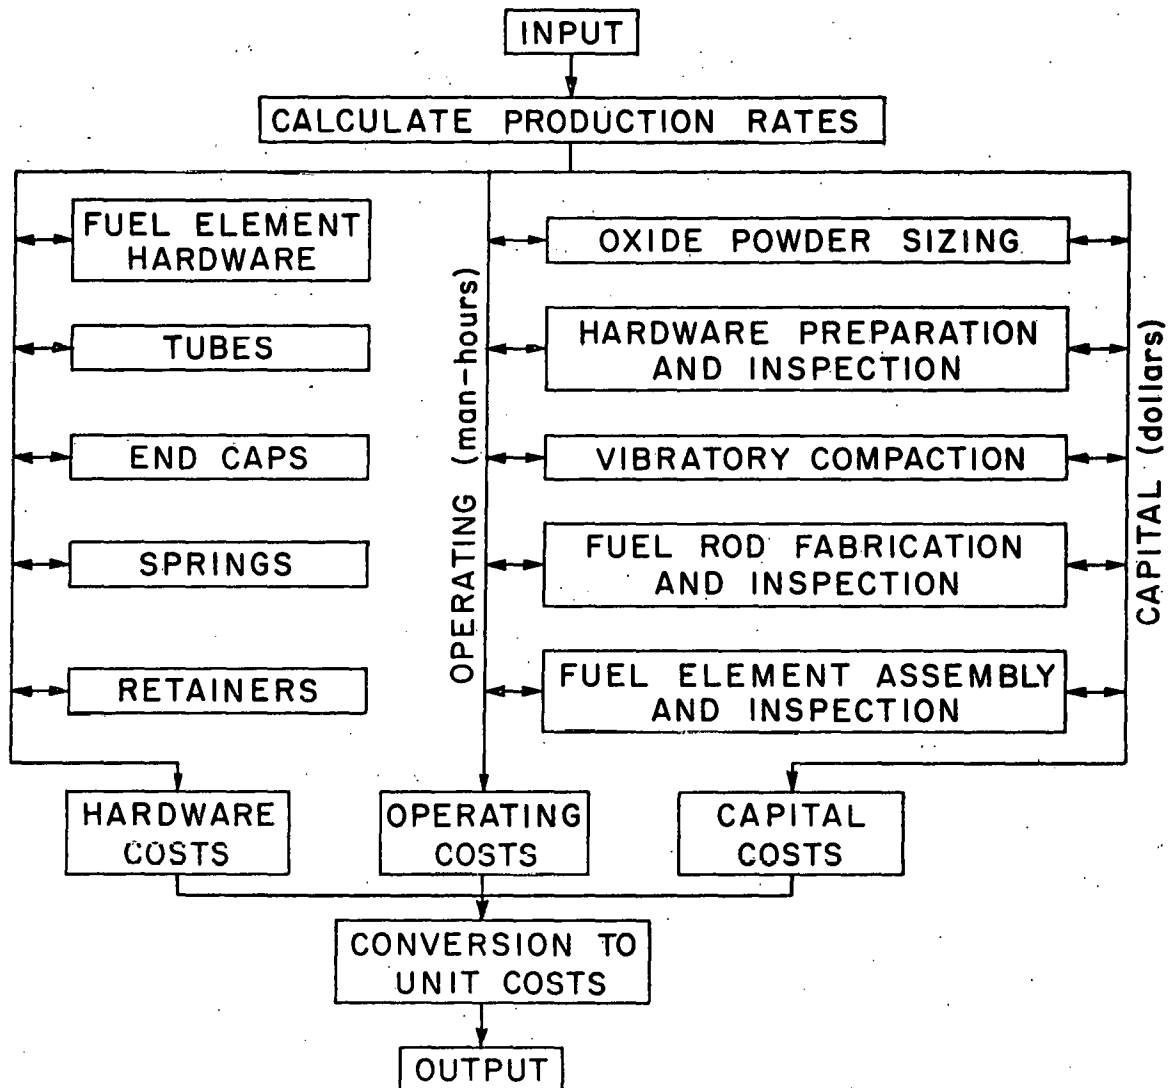 INPUT
CALCULATE PRODUCTION RATES
FUEL ELEMENT
HARDWARE
TUBES
END CAPS
SPRINGS
RETAINERS
OPERATING (man-hours)
OXIDE POWDER SIZING
HARDWARE PREPARATION
AND INSPECTION
VIBRATORY COMPACTION
FUEL ROD FABRICATION
AND INSPECTION
FUEL ELEMENT ASSEMBLY
AND INSPECTION
CAPITAL (dollars)
HARDWARE
COSTS
OPERATING
COSTS
CAPITAL
COSTS
CONVERSION TO
UNIT COSTS
OUTPUT